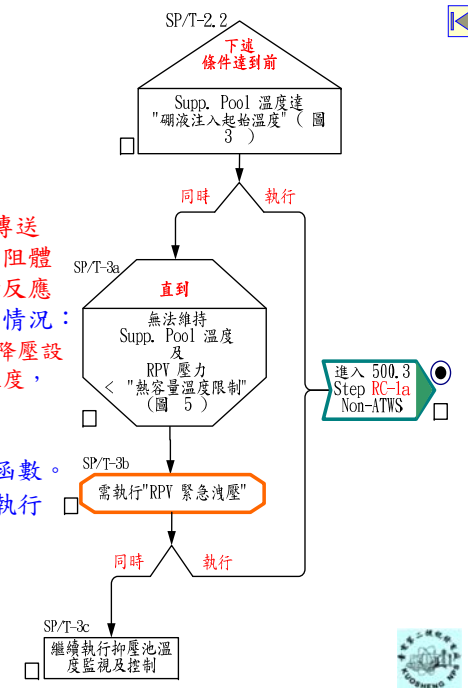 SP/T-2.2
下述
條件達到前
Supp. Pool 溫度達
"硼液注入起始溫度" ( 圖
3 )
同時
執行
傳送
阻體
反應
情況：
降壓設
度，
SP/T-3a
直到
無法維持
Supp. Pool 溫度
及
RPV 壓力
< "熱容量溫度限制"
(圖 5 )
進入 500.3
Step RC-1a
Non-ATWS
函數。
執行
SP/T-3b
需執行"RPV 緊急洩壓"
同時
執行
SP/T-3c
繼續執行抑壓池溫
度監視及控制